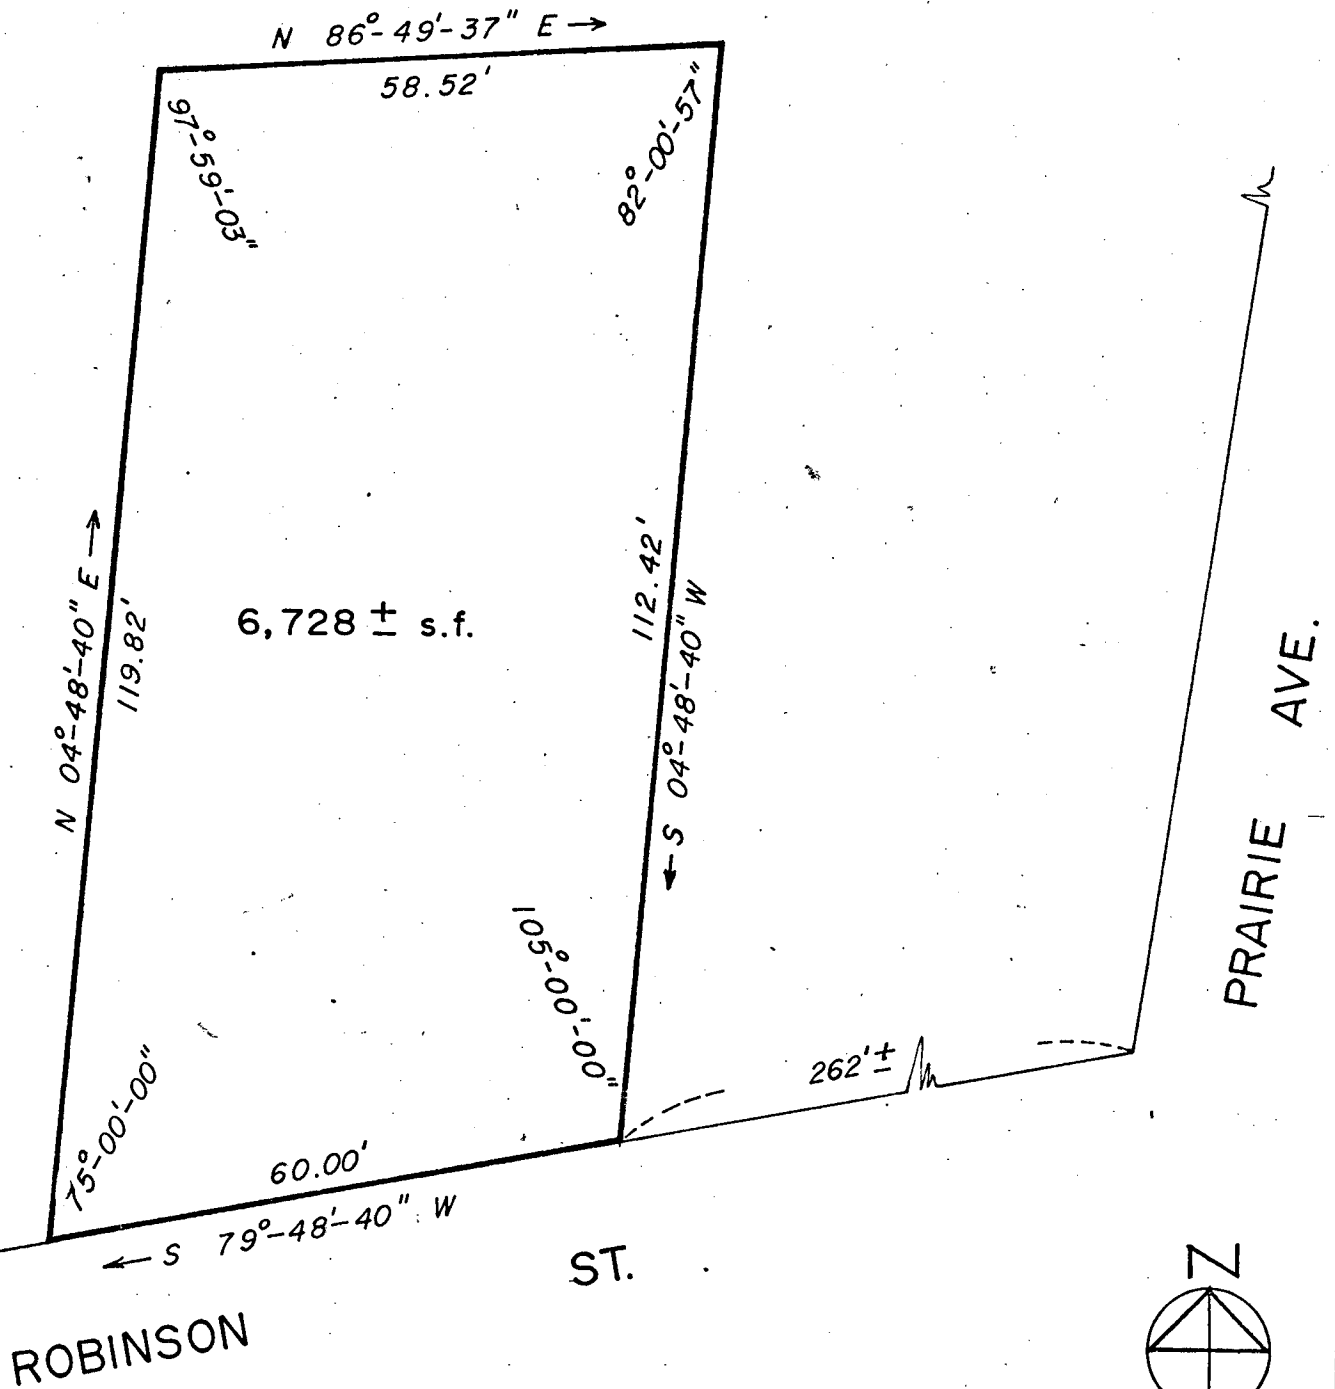 N 86°-49'-37" E →
58.52'
97°-59'-03"
82°-00'-57"
N 04°-48'-40" E →
119.82'
6,728 ± s.f.
112.42'
← S 04°-48'-40" W
105°-00'-00"
75°-00'-00"
60.00'
← S 79°-48'-40" W
262'±
PRAIRIE AVE.
ROBINSON ST.
N